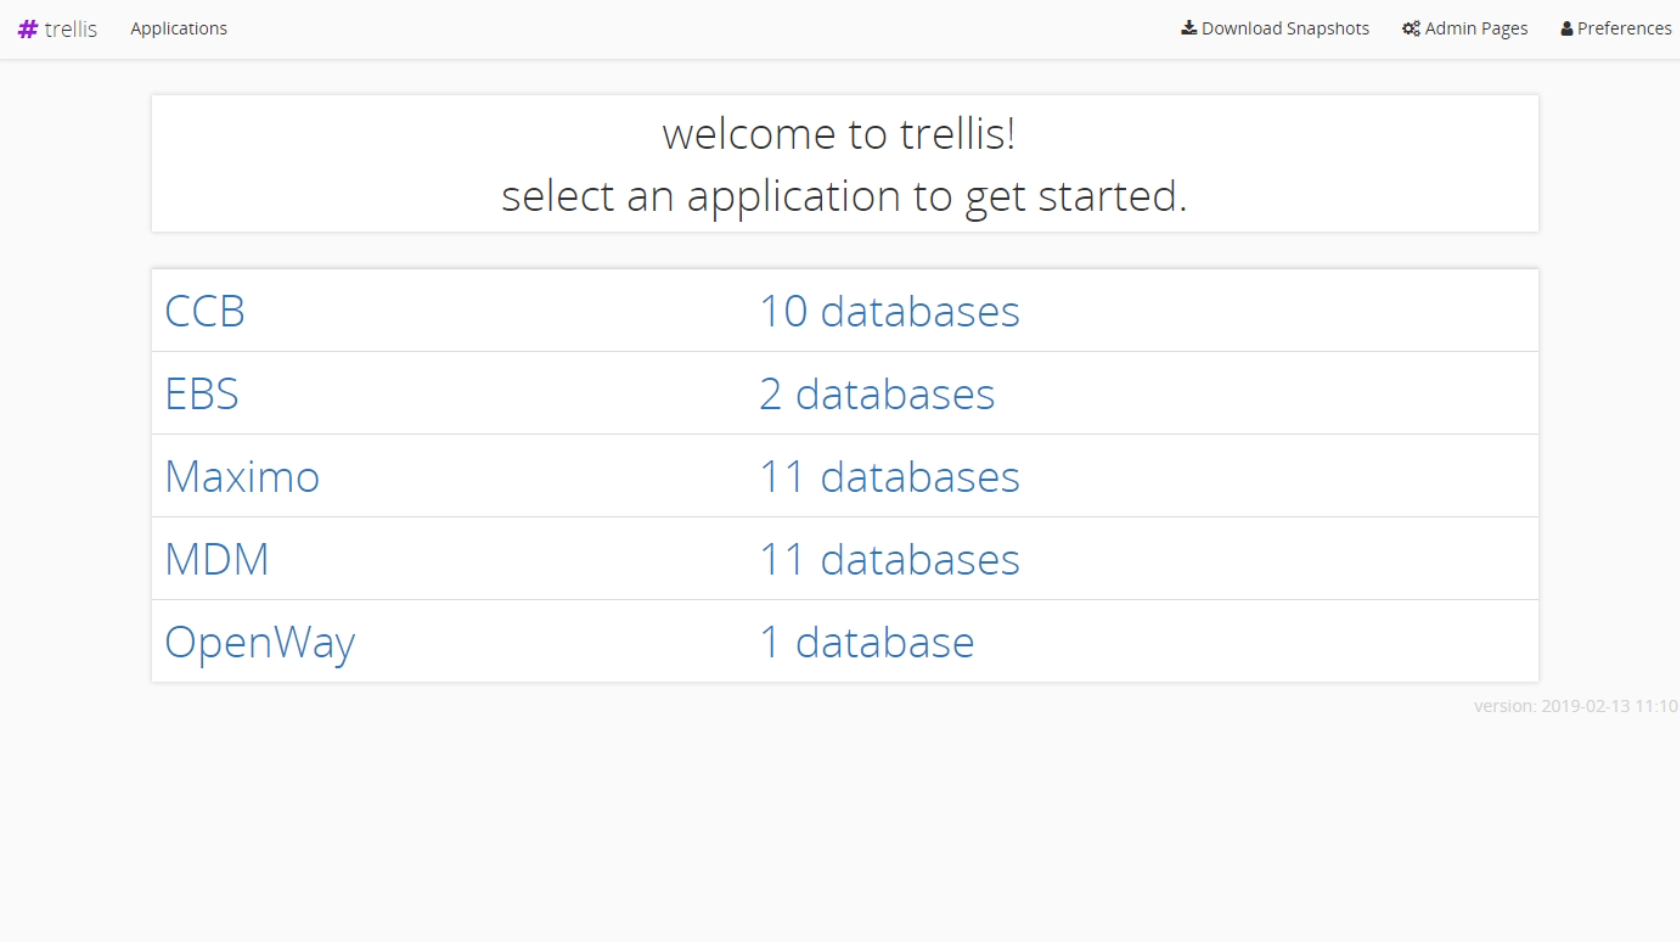 # trellis Applications Download Snapshots Admin Pages Preferences
welcome to trellis!
select an application to get started.
CCB 10 databases
EBS 2 databases
Maximo 11 databases
MDM 11 databases
OpenWay 1 database
version: 2019-02-13 11:10